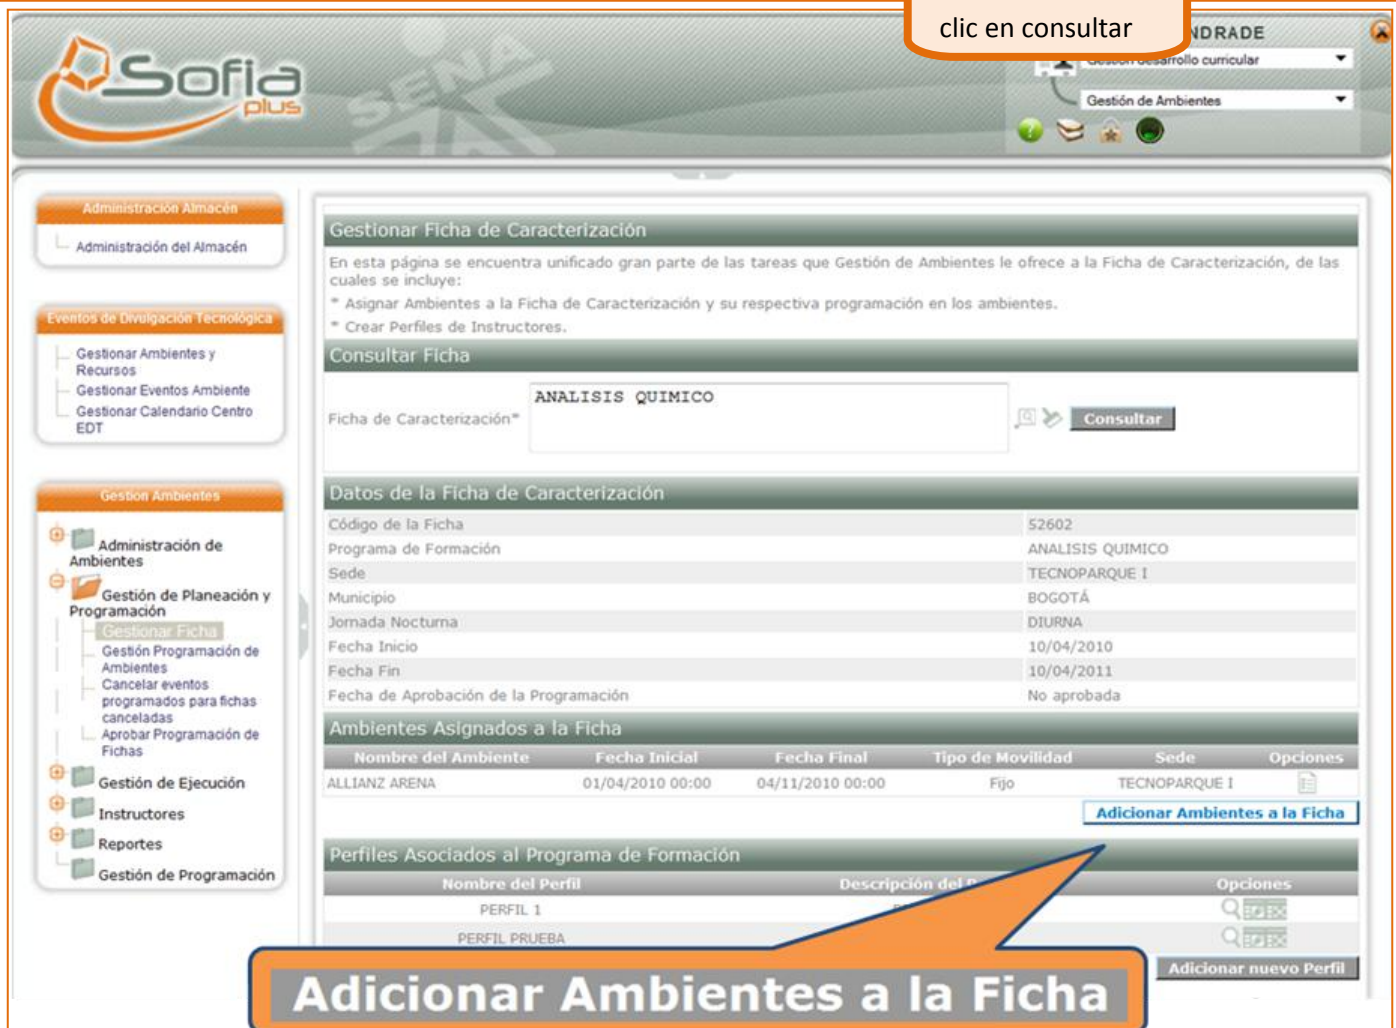 clic en consultar
NDRADE
Gestión desarrollo curricular
Gestión de Ambientes
Sofia
plus
SENA
Administración Almacén
Administración del Almacén
Eventos de Divulgación Tecnológica
Gestionar Ambientes y
Recursos
Gestionar Eventos Ambiente
Gestionar Calendario Centro
EDT
Gestión Ambientes
Administración de
Ambientes
Gestión de Planeación y
Programación
Gestionar Ficha
Gestión Programación de
Ambientes
Cancelar eventos
programados para fichas
canceladas
Aprobar Programación de
Fichas
Gestión de Ejecución
Instructores
Reportes
Gestión de Programación
Gestionar Ficha de Caracterización
En esta página se encuentra unificado gran parte de las tareas que Gestión de Ambientes le ofrece a la Ficha de Caracterización, de las
cuales se incluye:
* Asignar Ambientes a la Ficha de Caracterización y su respectiva programación en los ambientes.
* Crear Perfiles de Instructores.
Consultar Ficha
Ficha de Caracterización* ANALISIS QUIMICO Consultar
Datos de la Ficha de Caracterización
Código de la Ficha 52602
Programa de Formación ANALISIS QUIMICO
Sede TECNOPARQUE I
Municipio BOGOTÁ
Jornada Nocturna DIURNA
Fecha Inicio 10/04/2010
Fecha Fin 10/04/2011
Fecha de Aprobación de la Programación No aprobada
Ambientes Asignados a la Ficha
Nombre del Ambiente Fecha Inicial Fecha Final Tipo de Movilidad Sede Opciones
ALLIANZ ARENA 01/04/2010 00:00 04/11/2010 00:00 Fijo TECNOPARQUE I
Adicionar Ambientes a la Ficha
Perfiles Asociados al Programa de Formación
Nombre del Perfil Descripción del Opciones
PERFIL 1
PERFIL PRUEBA
Adicionar nuevo Perfil
Adicionar Ambientes a la Ficha